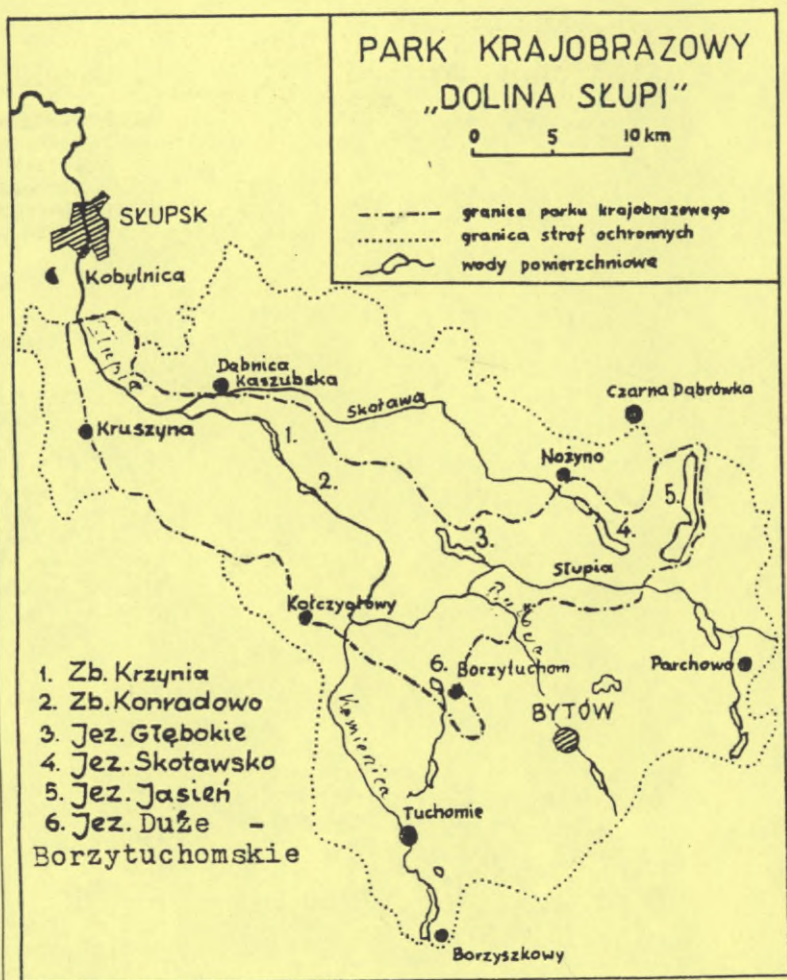 PARK KRAJOBRAZOWY
„DOLINA SŁUPI"
0 5 10 km
granica parku krajobrazowego
granica stref ochronnych
wody powierzchniowe
SŁUPSK
Kobylnica
Słupia
Dąbnica
Kaszubska
Skotawa
Czarna Dąbrówka
Kruszyna
1.
Nożyno
2.
5.
3.
4.
Słupia
Kołczygłowy
6.
Borzytuchom
Parchowo
BYTÓW
Kamienica
Tuchomie
Borzyszkowy
1. Zb. Krzynia
2. Zb. Konradowo
3. Jez. Głębokie
4. Jez. Skotawsko
5. Jez. Jasień
6. Jez. Duże -
Borzytuchomskie